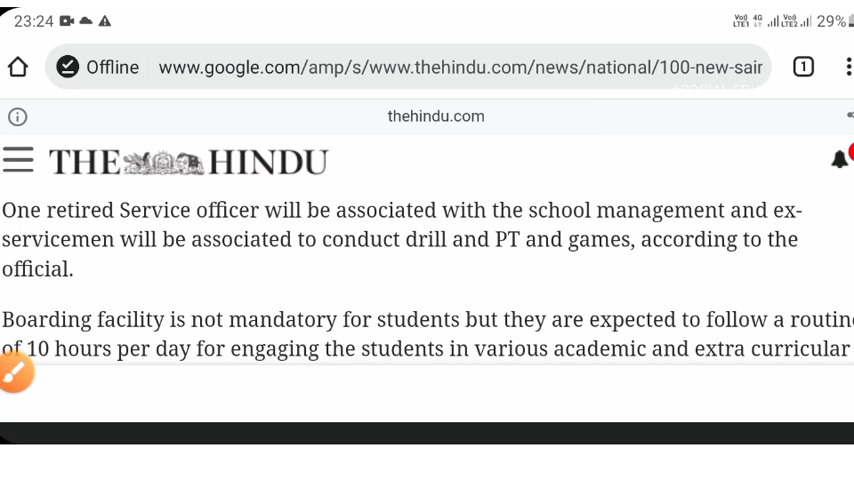 23:24 29%
Offline www.google.com/amp/s/www.thehindu.com/news/national/100-new-sair 1
thehindu.com
THE HINDU
One retired Service officer will be associated with the school management and ex-
servicemen will be associated to conduct drill and PT and games, according to the
official.
Boarding facility is not mandatory for students but they are expected to follow a routine
of 10 hours per day for engaging the students in various academic and extra curricular